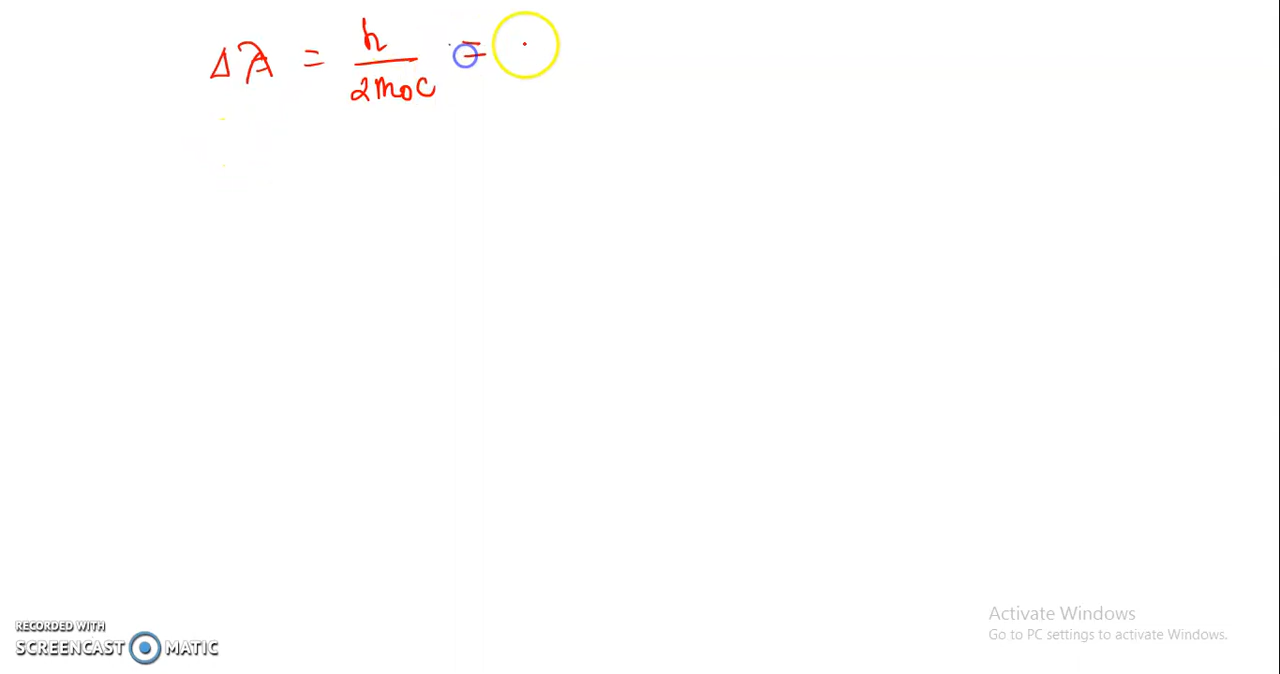 Δλ = h / 2m₀c =
RECORDED WITH
SCREENCAST MATIC
Activate Windows
Go to PC settings to activate Windows.